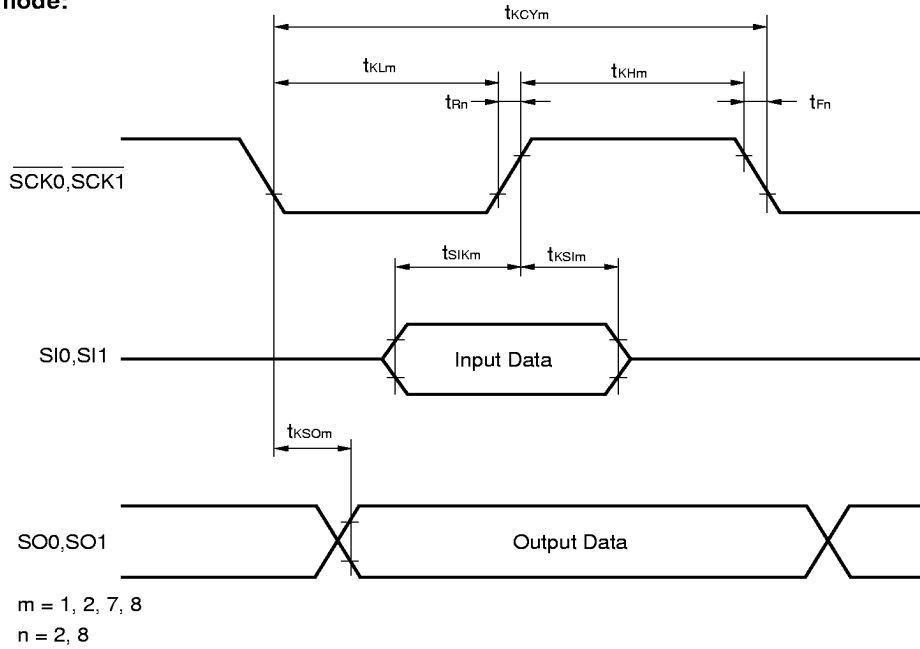 mode:
tKCYm
tKLm
tKHm
tRn
tFn
SCK0,SCK1
tSIKm
tKSIm
SI0,SI1
Input Data
tKSOm
SO0,SO1
Output Data
m = 1, 2, 7, 8
n = 2, 8